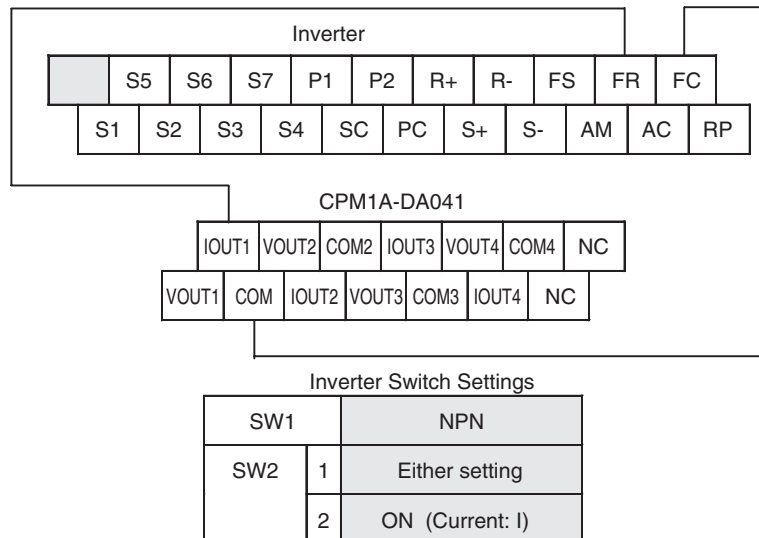 Inverter
S5 S6 S7 P1 P2 R+ R- FS FR FC
S1 S2 S3 S4 SC PC S+ S- AM AC RP
CPM1A-DA041
IOUT1 VOUT2 COM2 IOUT3 VOUT4 COM4 NC
VOUT1 COM IOUT2 VOUT3 COM3 IOUT4 NC
Inverter Switch Settings
SW1 NPN
SW2 1 Either setting
2 ON (Current: I)